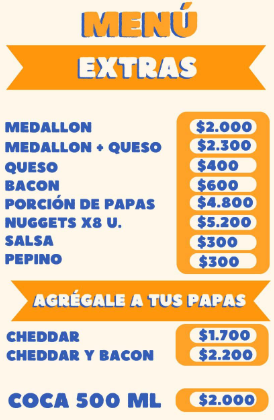 MENÚ
EXTRAS
MEDALLON $2.000
MEDALLON + QUESO $2.300
QUESO $400
BACON $600
PORCIÓN DE PAPAS $4.800
NUGGETS X8 U. $5.200
SALSA $300
PEPINO $300
AGRÉGALE A TUS PAPAS
CHEDDAR $1.700
CHEDDAR Y BACON $2.200
COCA 500 ML $2.000